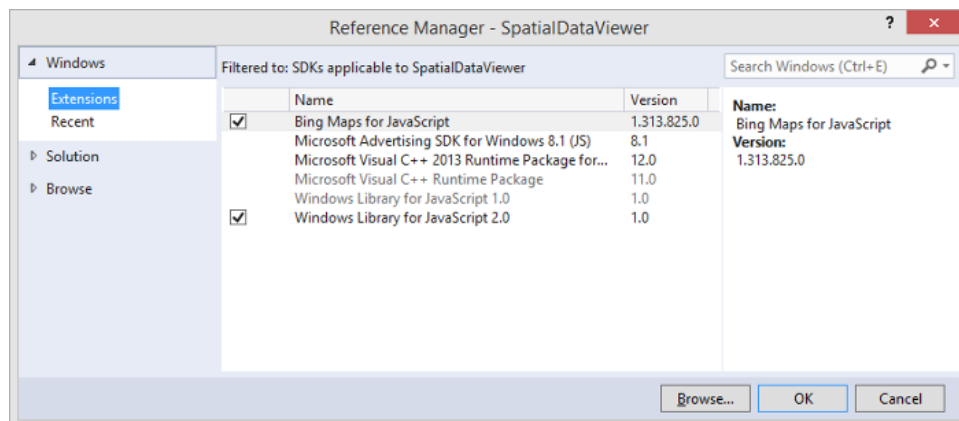 Reference Manager - SpatialDataViewer
?
Windows
Extensions
Recent
Solution
Browse
Filtered to: SDKs applicable to SpatialDataViewer
Name Version
Bing Maps for JavaScript 1.313.825.0
Microsoft Advertising SDK for Windows 8.1 (JS) 8.1
Microsoft Visual C++ 2013 Runtime Package for... 12.0
Microsoft Visual C++ Runtime Package 11.0
Windows Library for JavaScript 1.0 1.0
Windows Library for JavaScript 2.0 1.0
Search Windows (Ctrl+E)
Name:
Bing Maps for JavaScript
Version:
1.313.825.0
Browse... OK Cancel